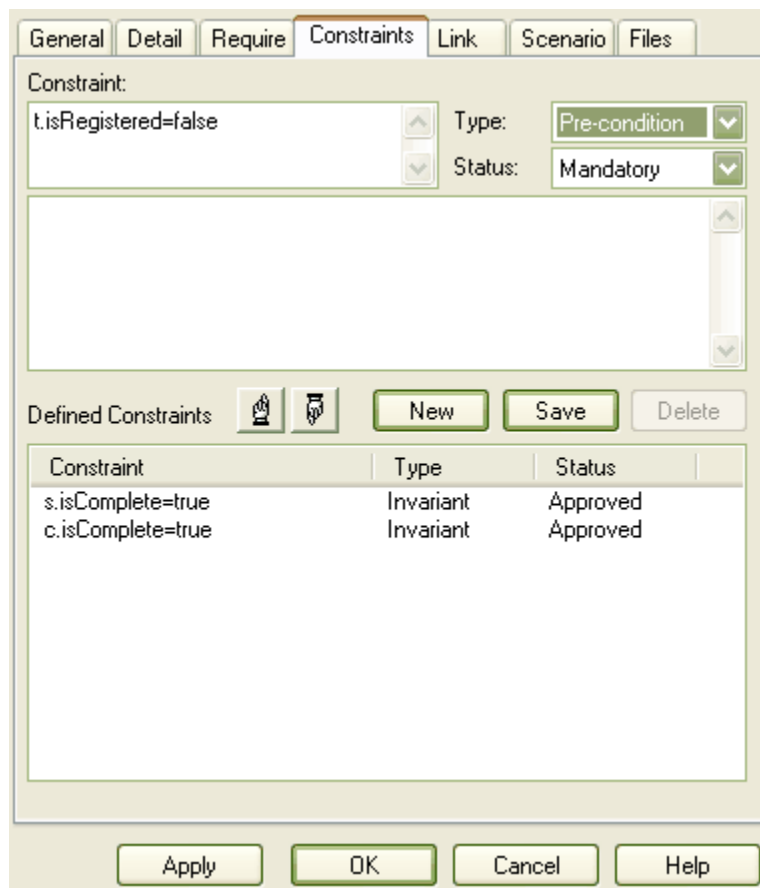 General Detail Require Constraints Link Scenario Files
Constraint:
t.isRegistered=false Type: Pre-condition
Status: Mandatory
Defined Constraints New Save Delete
Constraint Type Status
s.isComplete=true Invariant Approved
c.isComplete=true Invariant Approved
Apply OK Cancel Help